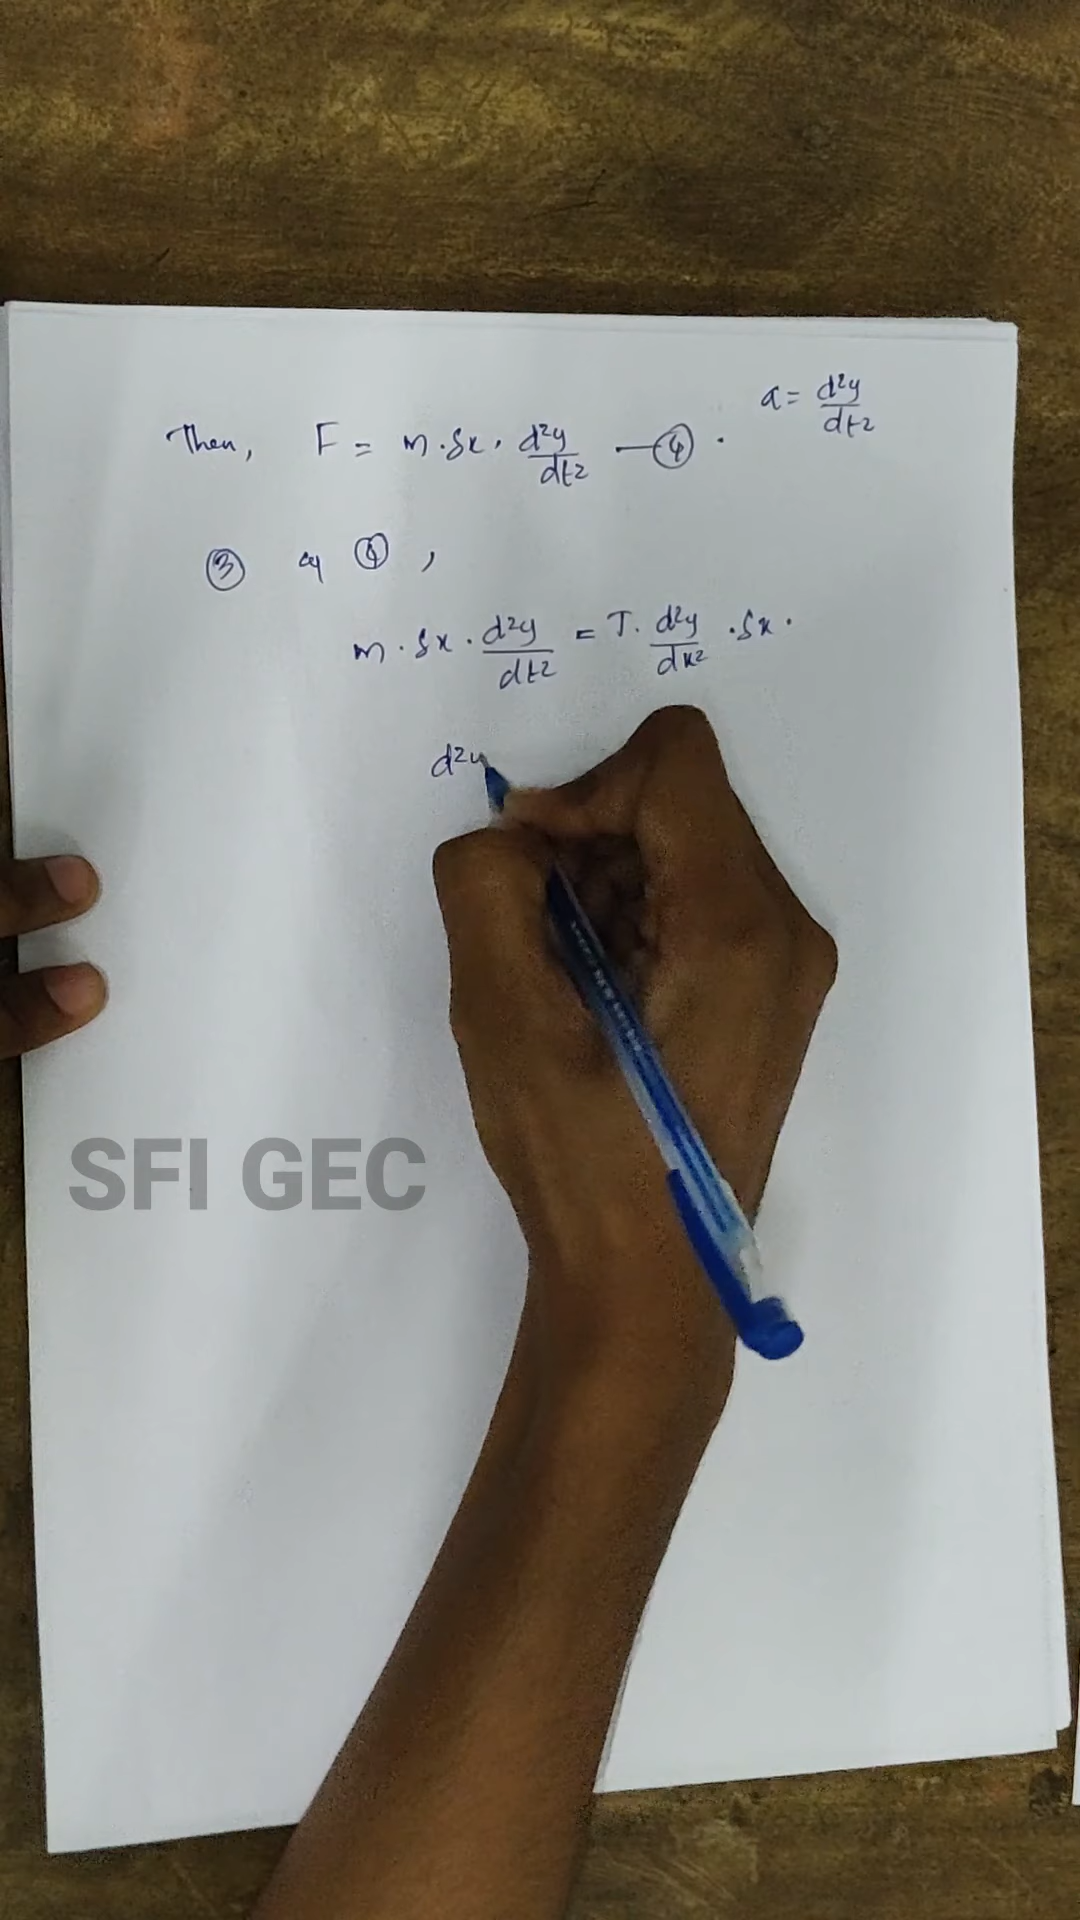 a = d²y/dt²
Then, F = m · δx · d²y/dt² — ④ ·
③ ④ ,
m · δx · d²y/dt² = T · d²y/dx² · δx ·
d²y
SFI GEC